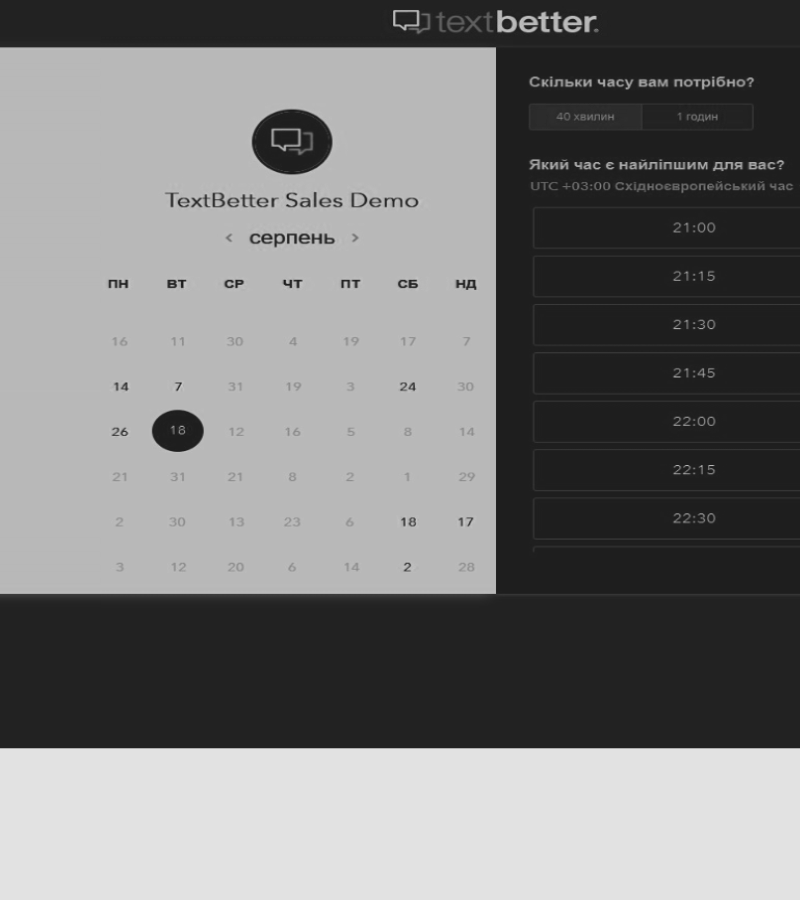 textbetter.
TextBetter Sales Demo
< серпень >
ПН ВТ СР ЧТ ПТ СБ НД
16 11 30 4 19 17 7
14 7 31 19 3 24 30
26 18 12 16 5 8 14
21 31 21 8 2 1 29
2 30 13 23 6 18 17
3 12 20 6 14 2 28
Скільки часу вам потрібно?
40 хвилин 1 годин
Який час є найліпшим для вас?
UTC +03:00 Східноєвропейський час
21:00
21:15
21:30
21:45
22:00
22:15
22:30